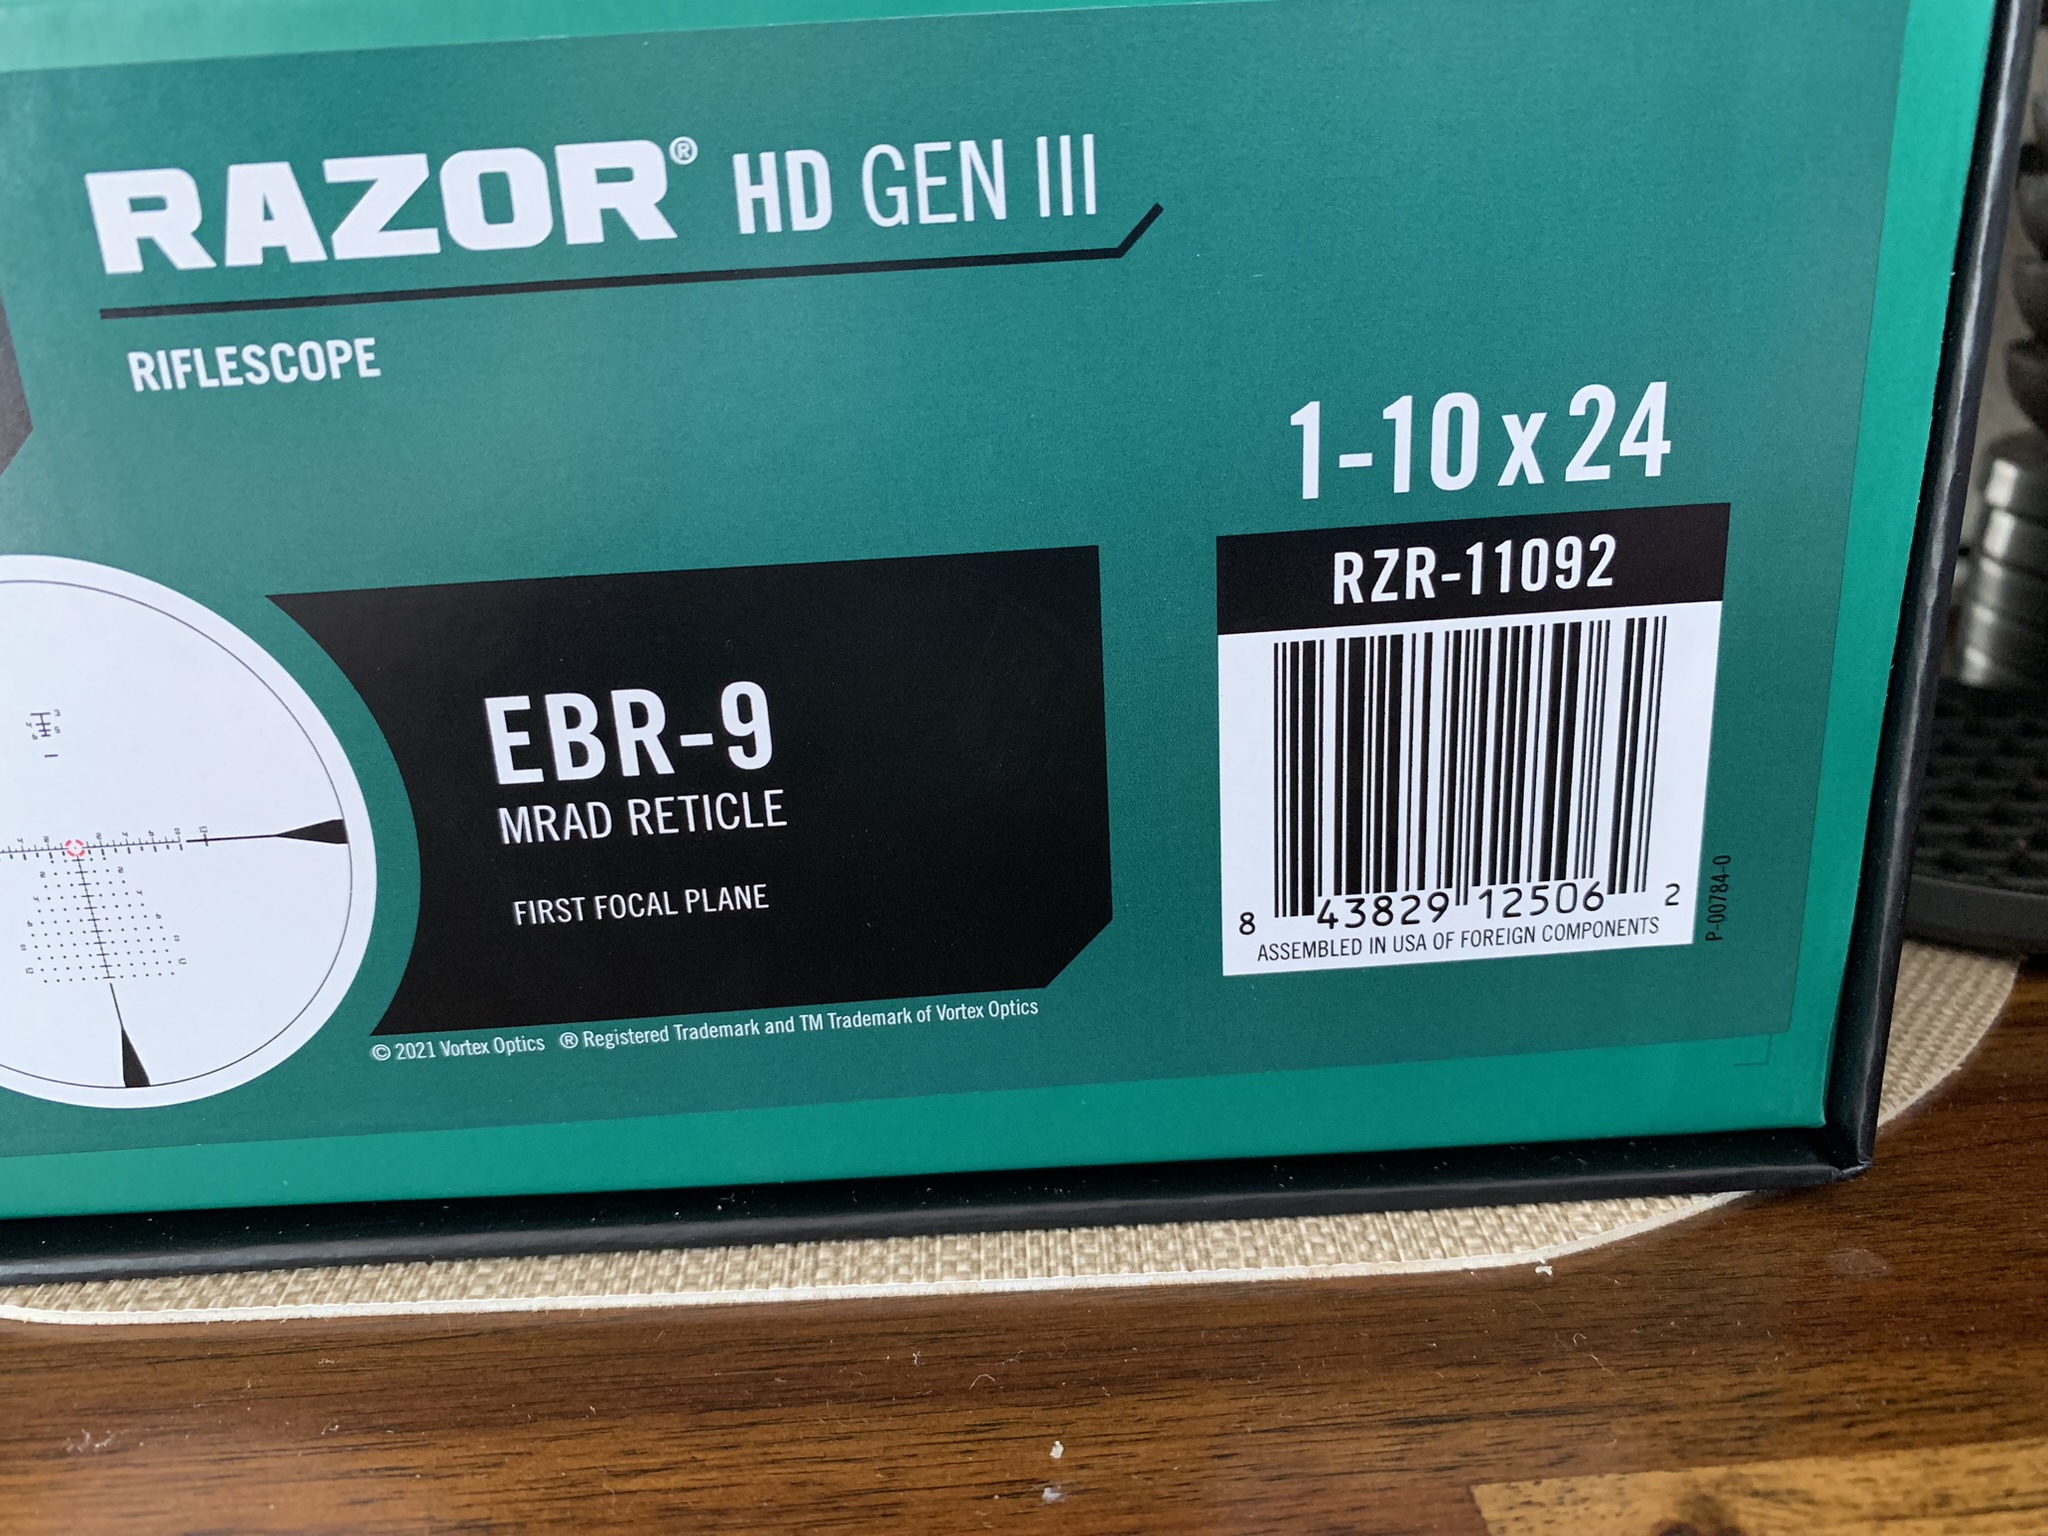 RAZOR® HD GEN III
RIFLESCOPE
1-10x24
RZR-11092
EBR-9
MRAD RETICLE
FIRST FOCAL PLANE
8 43829 12506 2
ASSEMBLED IN USA OF FOREIGN COMPONENTS
P-00784-0
© 2021 Vortex Optics ® Registered Trademark and TM Trademark of Vortex Optics